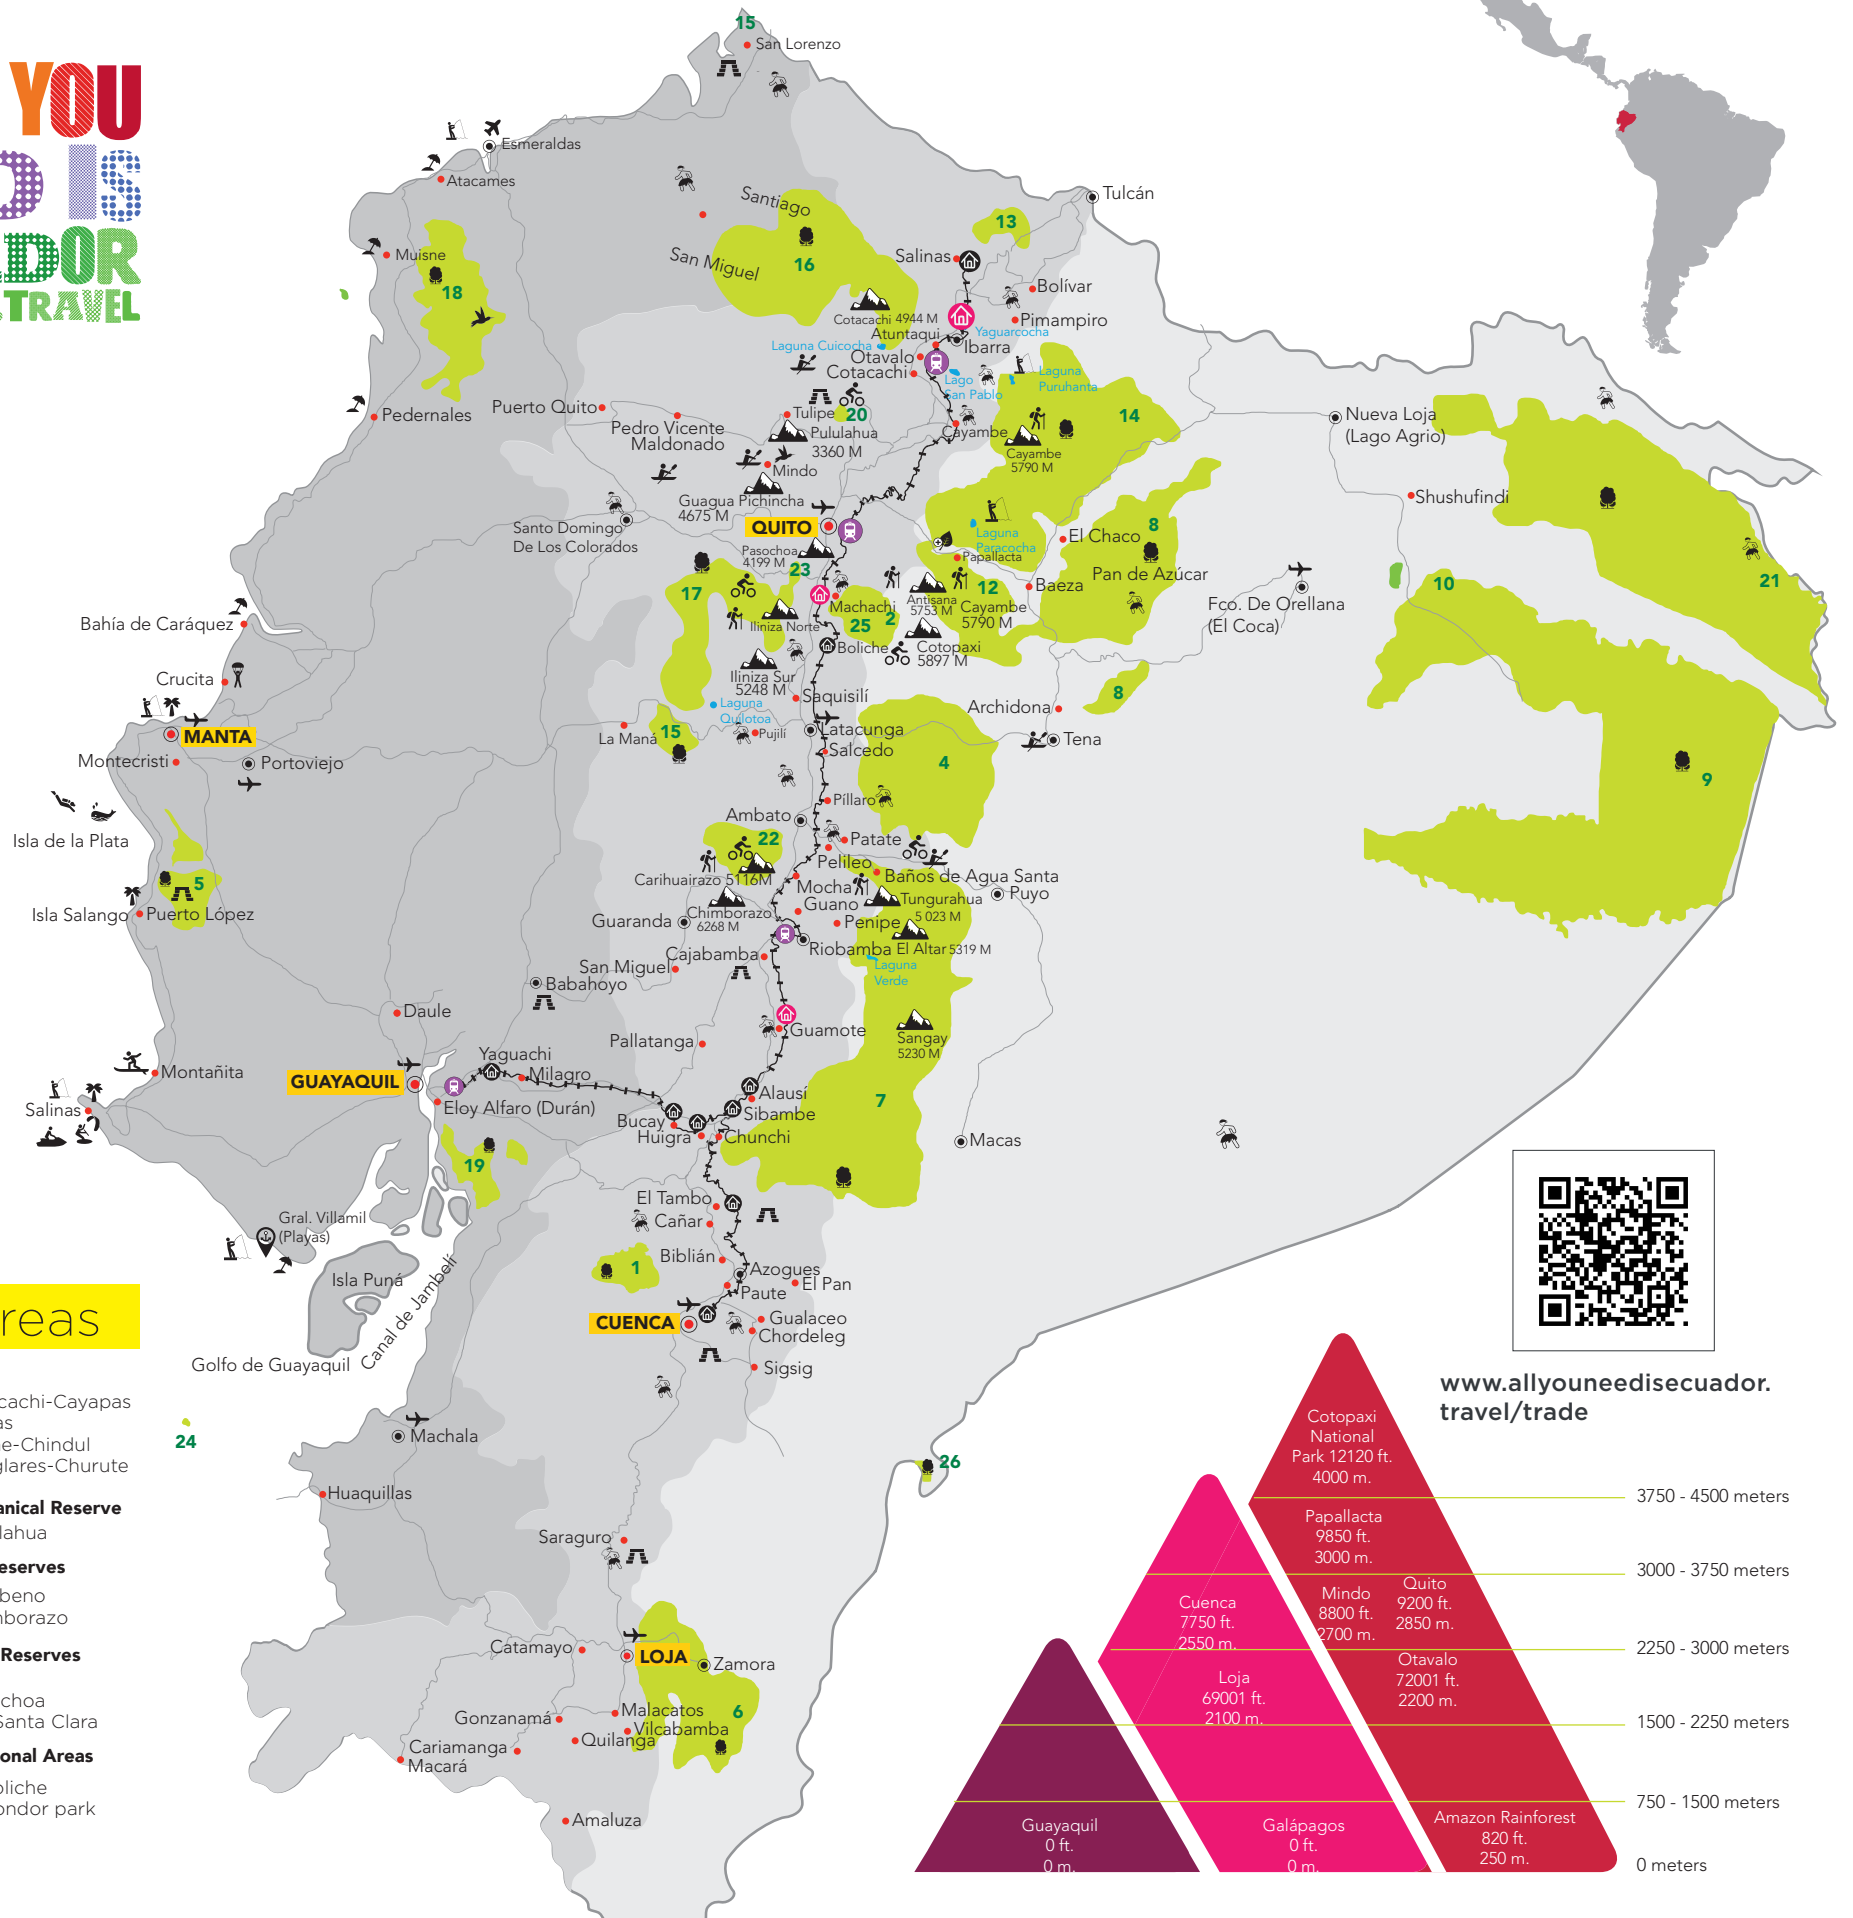 YOU
D IS
ADOR
.TRAVEL
15
San Lorenzo
Esmeraldas
Atacames
Santiago
Tulcán
13
Muisne
San Miguel
16
Salinas
18
Bolívar
Cotacachi 4944 M
Pimampiro
Atuntaqui
Yaguarcocha
Laguna Cuicocha
Ibarra
Otavalo
Cotacachi
Lago
San Pablo
Laguna
Puruhanta
Pedernales
Puerto Quito
Tulipe
20
14
Nueva Loja
(Lago Agrio)
Pedro Vicente
Maldonado
Pululahua
3360 M
Cayambe
Cayambe
5790 M
Mindo
Guagua Pichincha
4675 M
Shushufindi
Santo Domingo
De Los Colorados
QUITO
8
Laguna
Paracocha
El Chaco
Pasochoa
4199 M
23
Papallacta
Pan de Azúcar
17
12
Baeza
10
21
Machachi
Antisana
5753 M
Cayambe
5790 M
Fco. De Orellana
(El Coca)
Bahía de Caráquez
Iliniza Norte
25
2
Boliche
Cotopaxi
5897 M
Crucita
Iliniza Sur
5248 M
Saquisilí
8
Laguna
Quilotoa
Archidona
MANTA
La Maná
15
Pujilí
Latacunga
Tena
Salcedo
Montecristi
Portoviejo
4
9
Píllaro
Isla de la Plata
Ambato
22
Patate
Pelileo
5
Carihuairazo 5116M
Mocha
Baños de Agua Santa
Puyo
Isla Salango
Puerto López
Guano
Tungurahua
5 023 M
Guaranda
Chimborazo
6268 M
Penipe
Riobamba
El Altar 5319 M
Cajabamba
San Miguel
Laguna
Verde
Babahoyo
Daule
Guamote
Sangay
5230 M
Pallatanga
Yaguachi
Montañita
GUAYAQUIL
Milagro
Salinas
Eloy Alfaro (Durán)
Alausí
7
Bucay
Sibambe
Huigra
Chunchi
Macas
19
El Tambo
Gral. Villamil
(Playas)
Cañar
Biblián
1
Azogues
Isla Puná
Paute
El Pan
Canal de Jambelí
CUENCA
Gualaceo
Chordeleg
Golfo de Guayaquil
Sigsig
reas
cachi-Cayapas
as
e-Chindul
glares-Churute
24
Machala
26
Huaquillas
anical Reserve
lahua
eserves
beno
nborazo
Reserves
choa
Santa Clara
onal Areas
oliche
ondor park
Saraguro
Catamayo
LOJA
Zamora
Malacatos
6
Gonzanamá
Vilcabamba
Quilanga
Cariamanga
Macará
Amaluza
www.allyouneedisecuador.
travel/trade
Cotopaxi
National
Park 12120 ft.
4000 m.
3750 - 4500 meters
Papallacta
9850 ft.
3000 m.
3000 - 3750 meters
Mindo
8800 ft.
2700 m.
Quito
9200 ft.
2850 m.
Cuenca
7750 ft.
2550 m.
2250 - 3000 meters
Otavalo
72001 ft.
2200 m.
Loja
69001 ft.
2100 m.
1500 - 2250 meters
750 - 1500 meters
Guayaquil
0 ft.
0 m.
Galápagos
0 ft.
0 m.
Amazon Rainforest
820 ft.
250 m.
0 meters